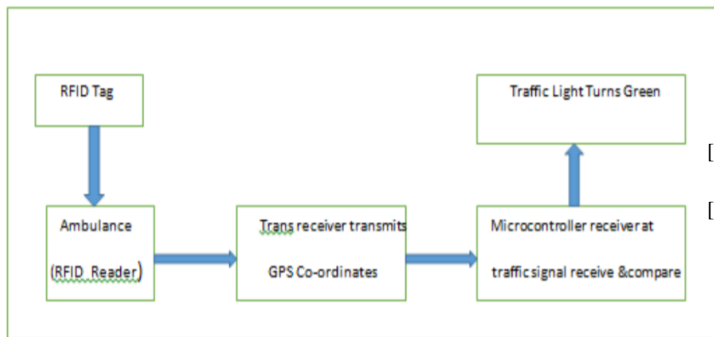 RFID Tag
Traffic Light Turns Green
[
Ambulance
(RFID Reader)
Trans receiver transmits
GPS Co-ordinates
Microcontroller receiver at
traffic signal receive &compare
[